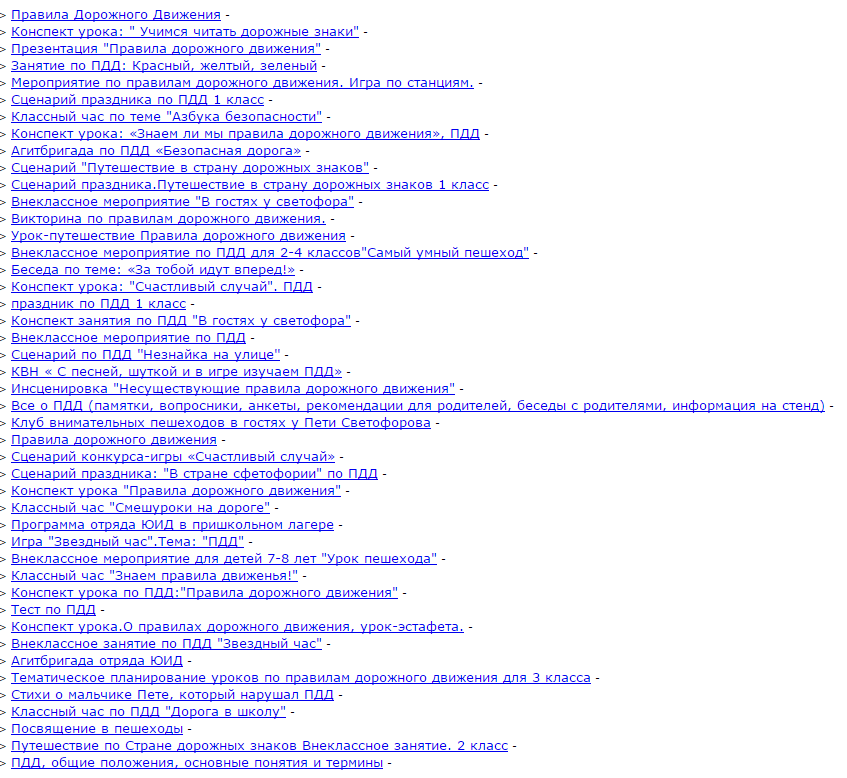 > Правила Дорожного Движения -
> Конспект урока: " Учимся читать дорожные знаки" -
> Презентация "Правила дорожного движения" -
> Занятие по ПДД: Красный, желтый, зеленый -
> Мероприятие по правилам дорожного движения. Игра по станциям. -
> Сценарий праздника по ПДД 1 класс -
> Классный час по теме "Азбука безопасности" -
> Конспект урока: «Знаем ли мы правила дорожного движения», ПДД -
> Агитбригада по ПДД «Безопасная дорога» -
> Сценарий "Путешествие в страну дорожных знаков" -
> Сценарий праздника.Путешествие в страну дорожных знаков 1 класс -
> Внеклассное мероприятие "В гостях у светофора" -
> Викторина по правилам дорожного движения. -
> Урок-путешествие Правила дорожного движения -
> Внеклассное мероприятие по ПДД для 2-4 классов"Самый умный пешеход" -
> Беседа по теме: «За тобой идут вперед!» -
> Конспект урока: "Счастливый случай". ПДД -
> праздник по ПДД 1 класс -
> Конспект занятия по ПДД "В гостях у светофора" -
> Внеклассное мероприятие по ПДД -
> Сценарий по ПДД "Незнайка на улице" -
> КВН « С песней, шуткой и в игре изучаем ПДД» -
> Инсценировка "Несуществующие правила дорожного движения" -
> Все о ПДД (памятки, вопросники, анкеты, рекомендации для родителей, беседы с родителями, информация на стенд) -
> Клуб внимательных пешеходов в гостях у Пети Светофорова -
> Правила дорожного движения -
> Сценарий конкурса-игры «Счастливый случай» -
> Сценарий праздника: "В стране сфетофории" по ПДД -
> Конспект урока "Правила дорожного движения" -
> Классный час "Смешуроки на дороге" -
> Программа отряда ЮИД в пришкольном лагере -
> Игра "Звездный час".Тема: "ПДД" -
> Внеклассное мероприятие для детей 7-8 лет "Урок пешехода" -
> Классный час "Знаем правила движенья!" -
> Конспект урока по ПДД:"Правила дорожного движения" -
> Тест по ПДД -
> Конспект урока.О правилах дорожного движения, урок-эстафета. -
> Внеклассное занятие по ПДД "Звездный час" -
> Агитбригада отряда ЮИД -
> Тематическое планирование уроков по правилам дорожного движения для 3 класса -
> Стихи о мальчике Пете, который нарушал ПДД -
> Классный час по ПДД "Дорога в школу" -
> Посвящение в пешеходы -
> Путешествие по Стране дорожных знаков Внеклассное занятие. 2 класс -
> ПДД, общие положения, основные понятия и термины -